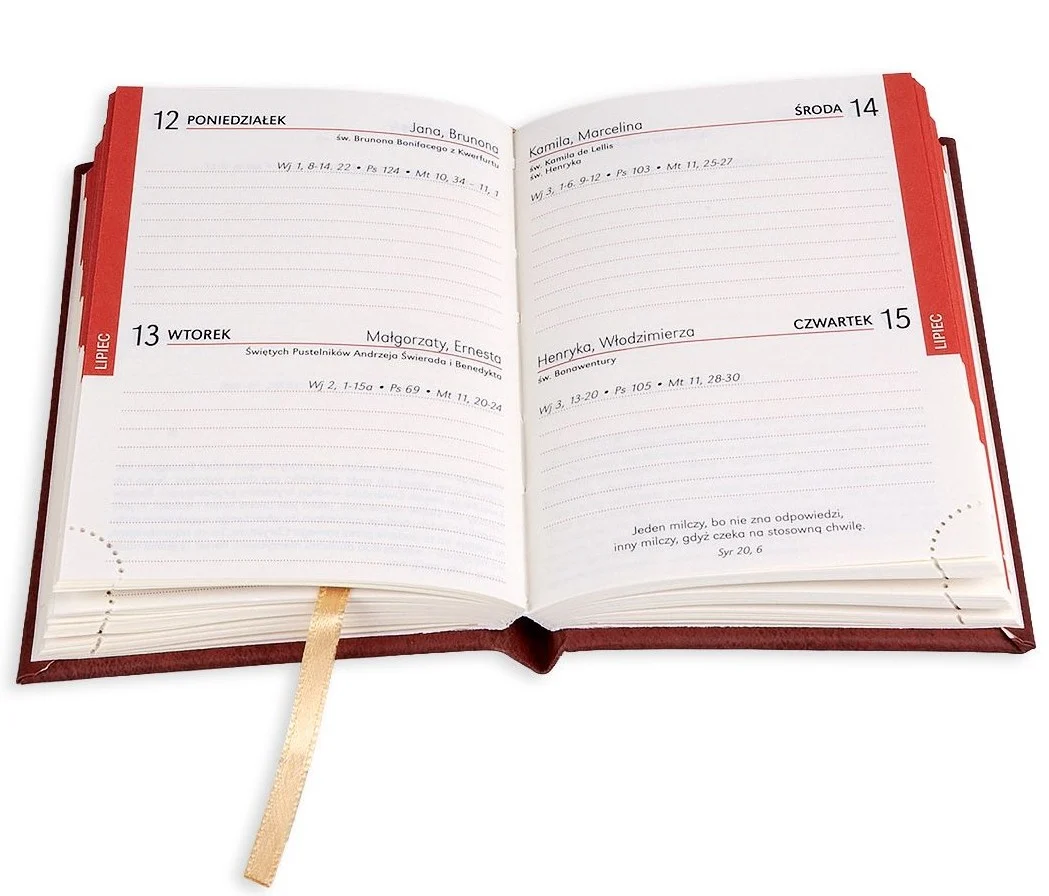 12 PONIEDZIAŁEK Jana, Brunona
św. Brunona Bonifacego z Kwerfurtu
Wj 1, 8-14. 22 • Ps 124 • Mt 10, 34 – 11, 1
13 WTOREK Małgorzaty, Ernesta
Świętych Pustelników Andrzeja Świerada i Benedykta
Wj 2, 1-15a • Ps 69 • Mt 11, 20-24
LIPIEC
Kamila, Marcelina ŚRODA 14
św. Kamila de Lellis
św. Henryka
Wj 3, 1-6. 9-12 • Ps 103 • Mt 11, 25-27
Henryka, Włodzimierza CZWARTEK 15
św. Bonawentury
Wj 3, 13-20 • Ps 105 • Mt 11, 28-30
Jeden milczy, bo nie zna odpowiedzi,
inny milczy, gdyż czeka na stosowną chwilę.
Syr 20, 6
LIPIEC